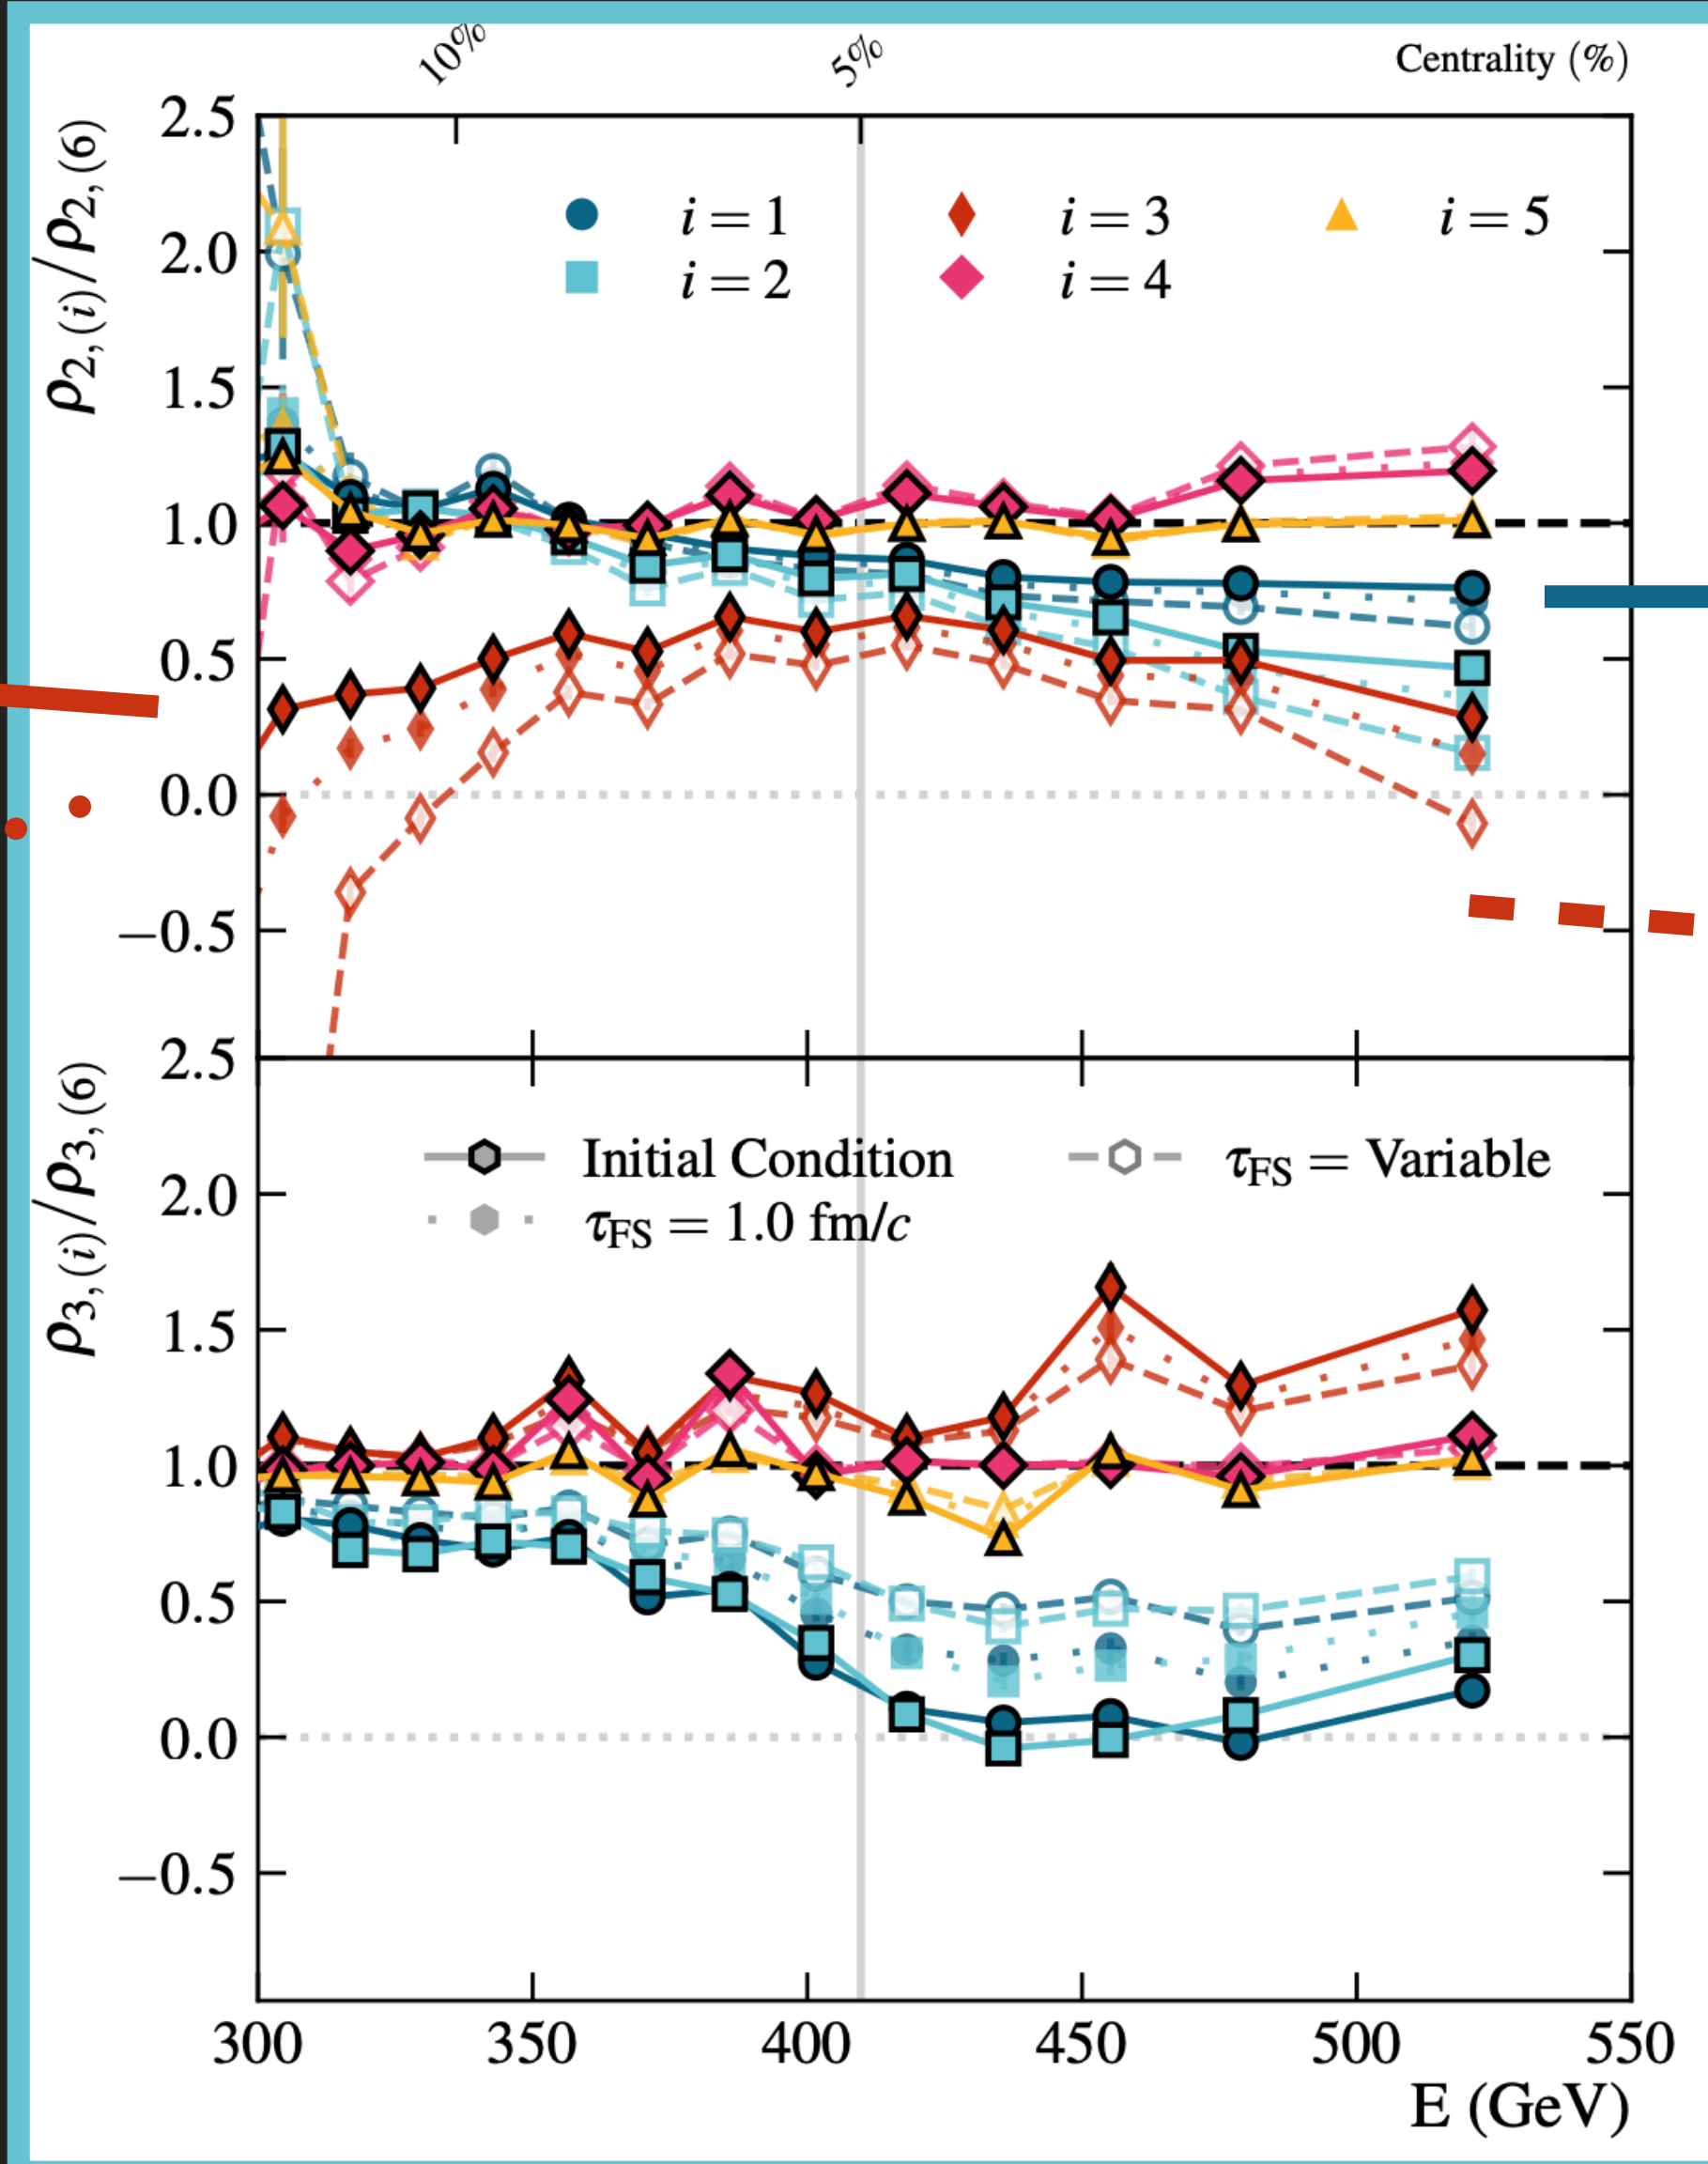 10% 5% Centrality (%)
ρ2,(i)/ρ2,(6)
2.5
2.0
1.5
1.0
0.5
0.0
−0.5
i = 1 i = 3 i = 5
i = 2 i = 4
ρ3,(i)/ρ3,(6)
2.5
2.0
1.5
1.0
0.5
0.0
−0.5
Initial Condition τFS = Variable
τFS = 1.0 fm/c
300 350 400 450 500 550
E (GeV)